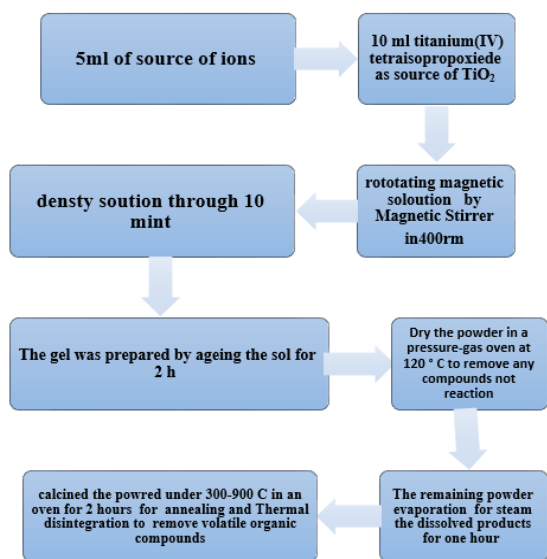 5ml of source of ions
10 ml titanium(IV)
tetraisopropoxiede
as source of TiO₂
rototating magnetic
soloution by
Magnetic Stirrer
in400rm
densty soution through 10
mint
The gel was prepared by ageing the sol for
2 h
Dry the powder in a
pressure-gas oven at
120 ° C to remove any
compounds not
reaction
The remaining powder
evaporation for steam
the dissolved products
for one hour
calcined the powred under 300-900 C in an
oven for 2 hours for annealing and Thermal
disintegration to remove volatile organic
compounds